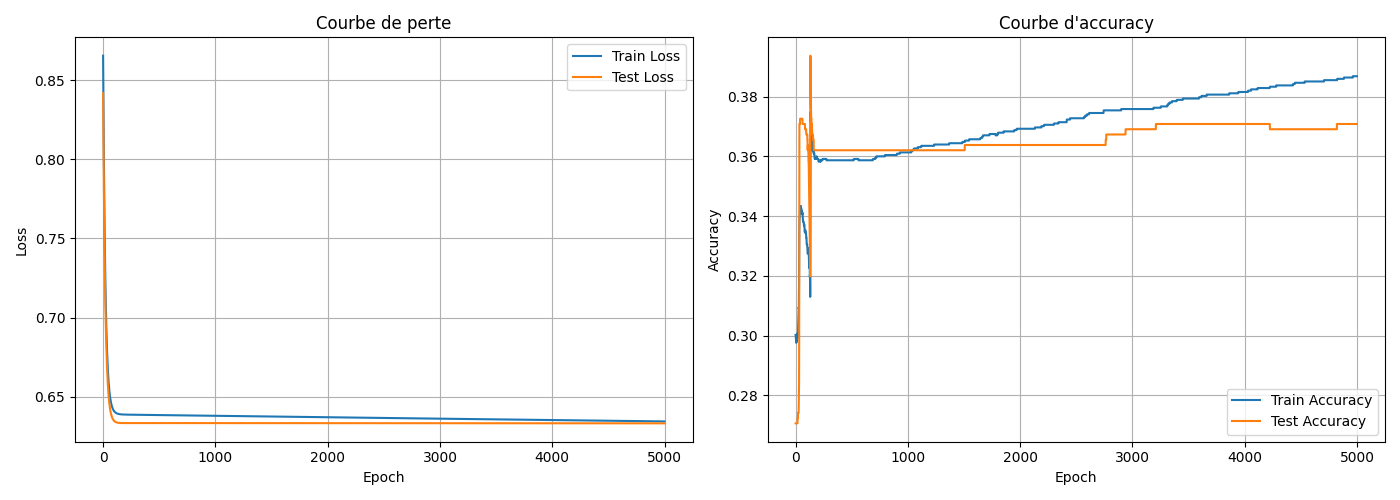 Courbe de perte
Train Loss
Test Loss
0.85
0.80
0.75
0.70
0.65
Loss
0
1000
2000
3000
4000
5000
Epoch
Courbe d'accuracy
0.38
0.36
0.34
0.32
0.30
0.28
Accuracy
Train Accuracy
Test Accuracy
0
1000
2000
3000
4000
5000
Epoch